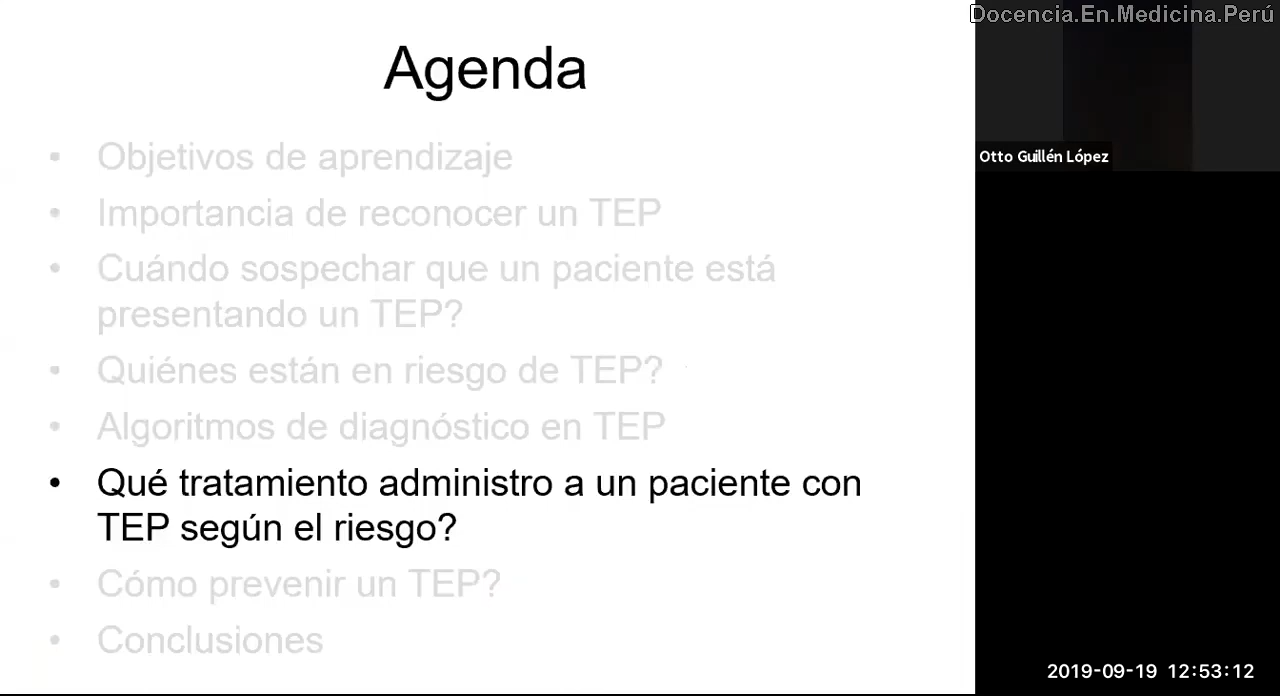 Docencia.En.Medicina.Perú
Agenda
Otto Guillén López
• Objetivos de aprendizaje
• Importancia de reconocer un TEP
• Cuándo sospechar que un paciente está
presentando un TEP?
• Quiénes están en riesgo de TEP?
• Algoritmos de diagnóstico en TEP
• Qué tratamiento administro a un paciente con
TEP según el riesgo?
• Cómo prevenir un TEP?
• Conclusiones
2019-09-19 12:53:12